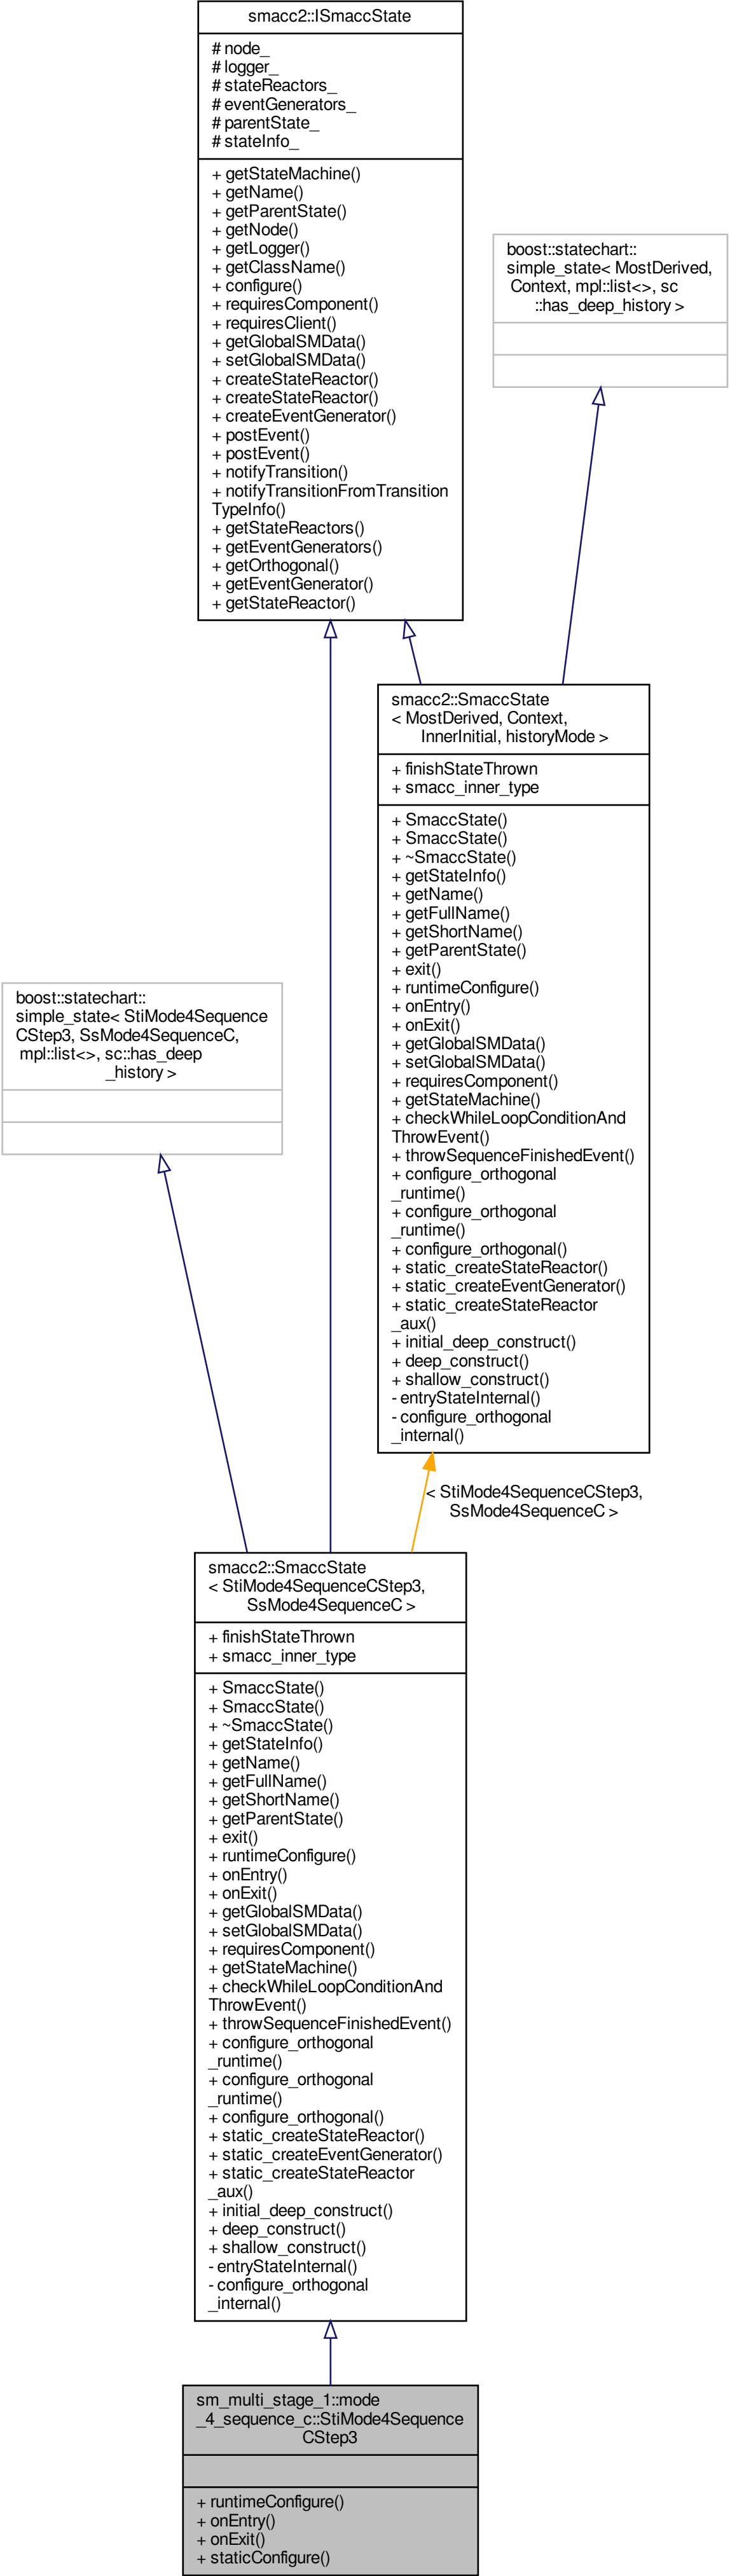 smacc2::ISmaccState
# node_
# logger_
# stateReactors_
# eventGenerators_
# parentState_
# stateInfo_
+ getStateMachine()
+ getName()
+ getParentState()
+ getNode()
+ getLogger()
+ getClassName()
+ configure()
+ requiresComponent()
+ requiresClient()
+ getGlobalSMData()
+ setGlobalSMData()
+ createStateReactor()
+ createStateReactor()
+ createEventGenerator()
+ postEvent()
+ postEvent()
+ notifyTransition()
+ notifyTransitionFromTransition
TypeInfo()
+ getStateReactors()
+ getEventGenerators()
+ getOrthogonal()
+ getEventGenerator()
+ getStateReactor()
boost::statechart::
simple_state< MostDerived,
Context, mpl::list<>, sc
::has_deep_history >
smacc2::SmaccState
< MostDerived, Context,
InnerInitial, historyMode >
+ finishStateThrown
+ smacc_inner_type
+ SmaccState()
+ SmaccState()
+ ~SmaccState()
+ getStateInfo()
+ getName()
+ getFullName()
+ getShortName()
+ getParentState()
+ exit()
+ runtimeConfigure()
+ onEntry()
+ onExit()
+ getGlobalSMData()
+ setGlobalSMData()
+ requiresComponent()
+ getStateMachine()
+ checkWhileLoopConditionAnd
ThrowEvent()
+ throwSequenceFinishedEvent()
+ configure_orthogonal
_runtime()
+ configure_orthogonal
_runtime()
+ configure_orthogonal()
+ static_createStateReactor()
+ static_createEventGenerator()
+ static_createStateReactor
_aux()
+ initial_deep_construct()
+ deep_construct()
+ shallow_construct()
- entryStateInternal()
- configure_orthogonal
_internal()
boost::statechart::
simple_state< StiMode4Sequence
CStep3, SsMode4SequenceC,
mpl::list<>, sc::has_deep
_history >
< StiMode4SequenceCStep3,
SsMode4SequenceC >
smacc2::SmaccState
< StiMode4SequenceCStep3,
SsMode4SequenceC >
+ finishStateThrown
+ smacc_inner_type
+ SmaccState()
+ SmaccState()
+ ~SmaccState()
+ getStateInfo()
+ getName()
+ getFullName()
+ getShortName()
+ getParentState()
+ exit()
+ runtimeConfigure()
+ onEntry()
+ onExit()
+ getGlobalSMData()
+ setGlobalSMData()
+ requiresComponent()
+ getStateMachine()
+ checkWhileLoopConditionAnd
ThrowEvent()
+ throwSequenceFinishedEvent()
+ configure_orthogonal
_runtime()
+ configure_orthogonal
_runtime()
+ configure_orthogonal()
+ static_createStateReactor()
+ static_createEventGenerator()
+ static_createStateReactor
_aux()
+ initial_deep_construct()
+ deep_construct()
+ shallow_construct()
- entryStateInternal()
- configure_orthogonal
_internal()
sm_multi_stage_1::mode
_4_sequence_c::StiMode4Sequence
CStep3
+ runtimeConfigure()
+ onEntry()
+ onExit()
+ staticConfigure()